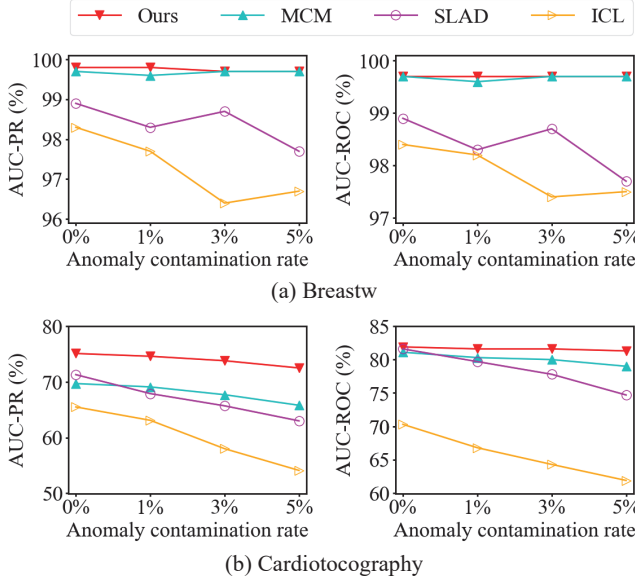 Ours MCM SLAD ICL
100
99
98
97
96
AUC-PR (%)
0% 1% 3% 5%
Anomaly contamination rate
100
99
98
97
AUC-ROC (%)
0% 1% 3% 5%
Anomaly contamination rate
(a) Breastw
80
70
60
50
AUC-PR (%)
0% 1% 3% 5%
Anomaly contamination rate
85
80
75
70
65
60
AUC-ROC (%)
0% 1% 3% 5%
Anomaly contamination rate
(b) Cardiotocography